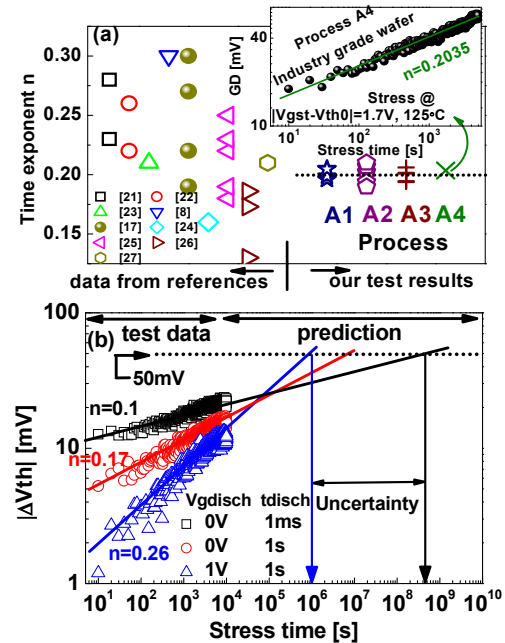 (a)
Time exponent n
0.30
0.25
0.20
0.15
[21] [22]
[23] [8]
[17] [24]
[25] [26]
[27]
GD [mV]
40
10
Process A4
Industry grade wafer
n=0.2035
Stress @
|Vgst-Vth0|=1.7V, 125ᵒC
10¹ 10² 10³
Stress time [s]
A1 A2 A3 A4
Process
data from references our test results
(b)
test data prediction
50mV
|ΔVth| [mV]
100
10
1
n=0.1
n=0.17
n=0.26
Vgdisch tdisch
0V 1ms
0V 1s
1V 1s
Uncertainty
10¹ 10² 10³ 10⁴ 10⁵ 10⁶ 10⁷ 10⁸ 10⁹ 10¹⁰
Stress time [s]